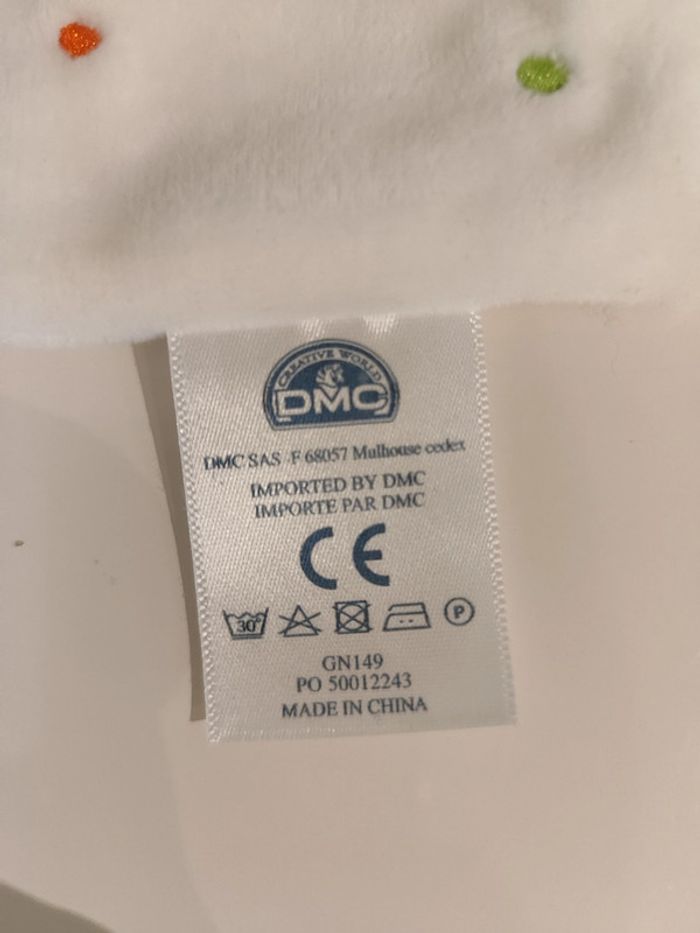 CREATIVE WORLD
DMC
DMC SAS F 68057 Mulhouse cedex
IMPORTED BY DMC
IMPORTE PAR DMC
CE
30°
P
GN149
PO 50012243
MADE IN CHINA